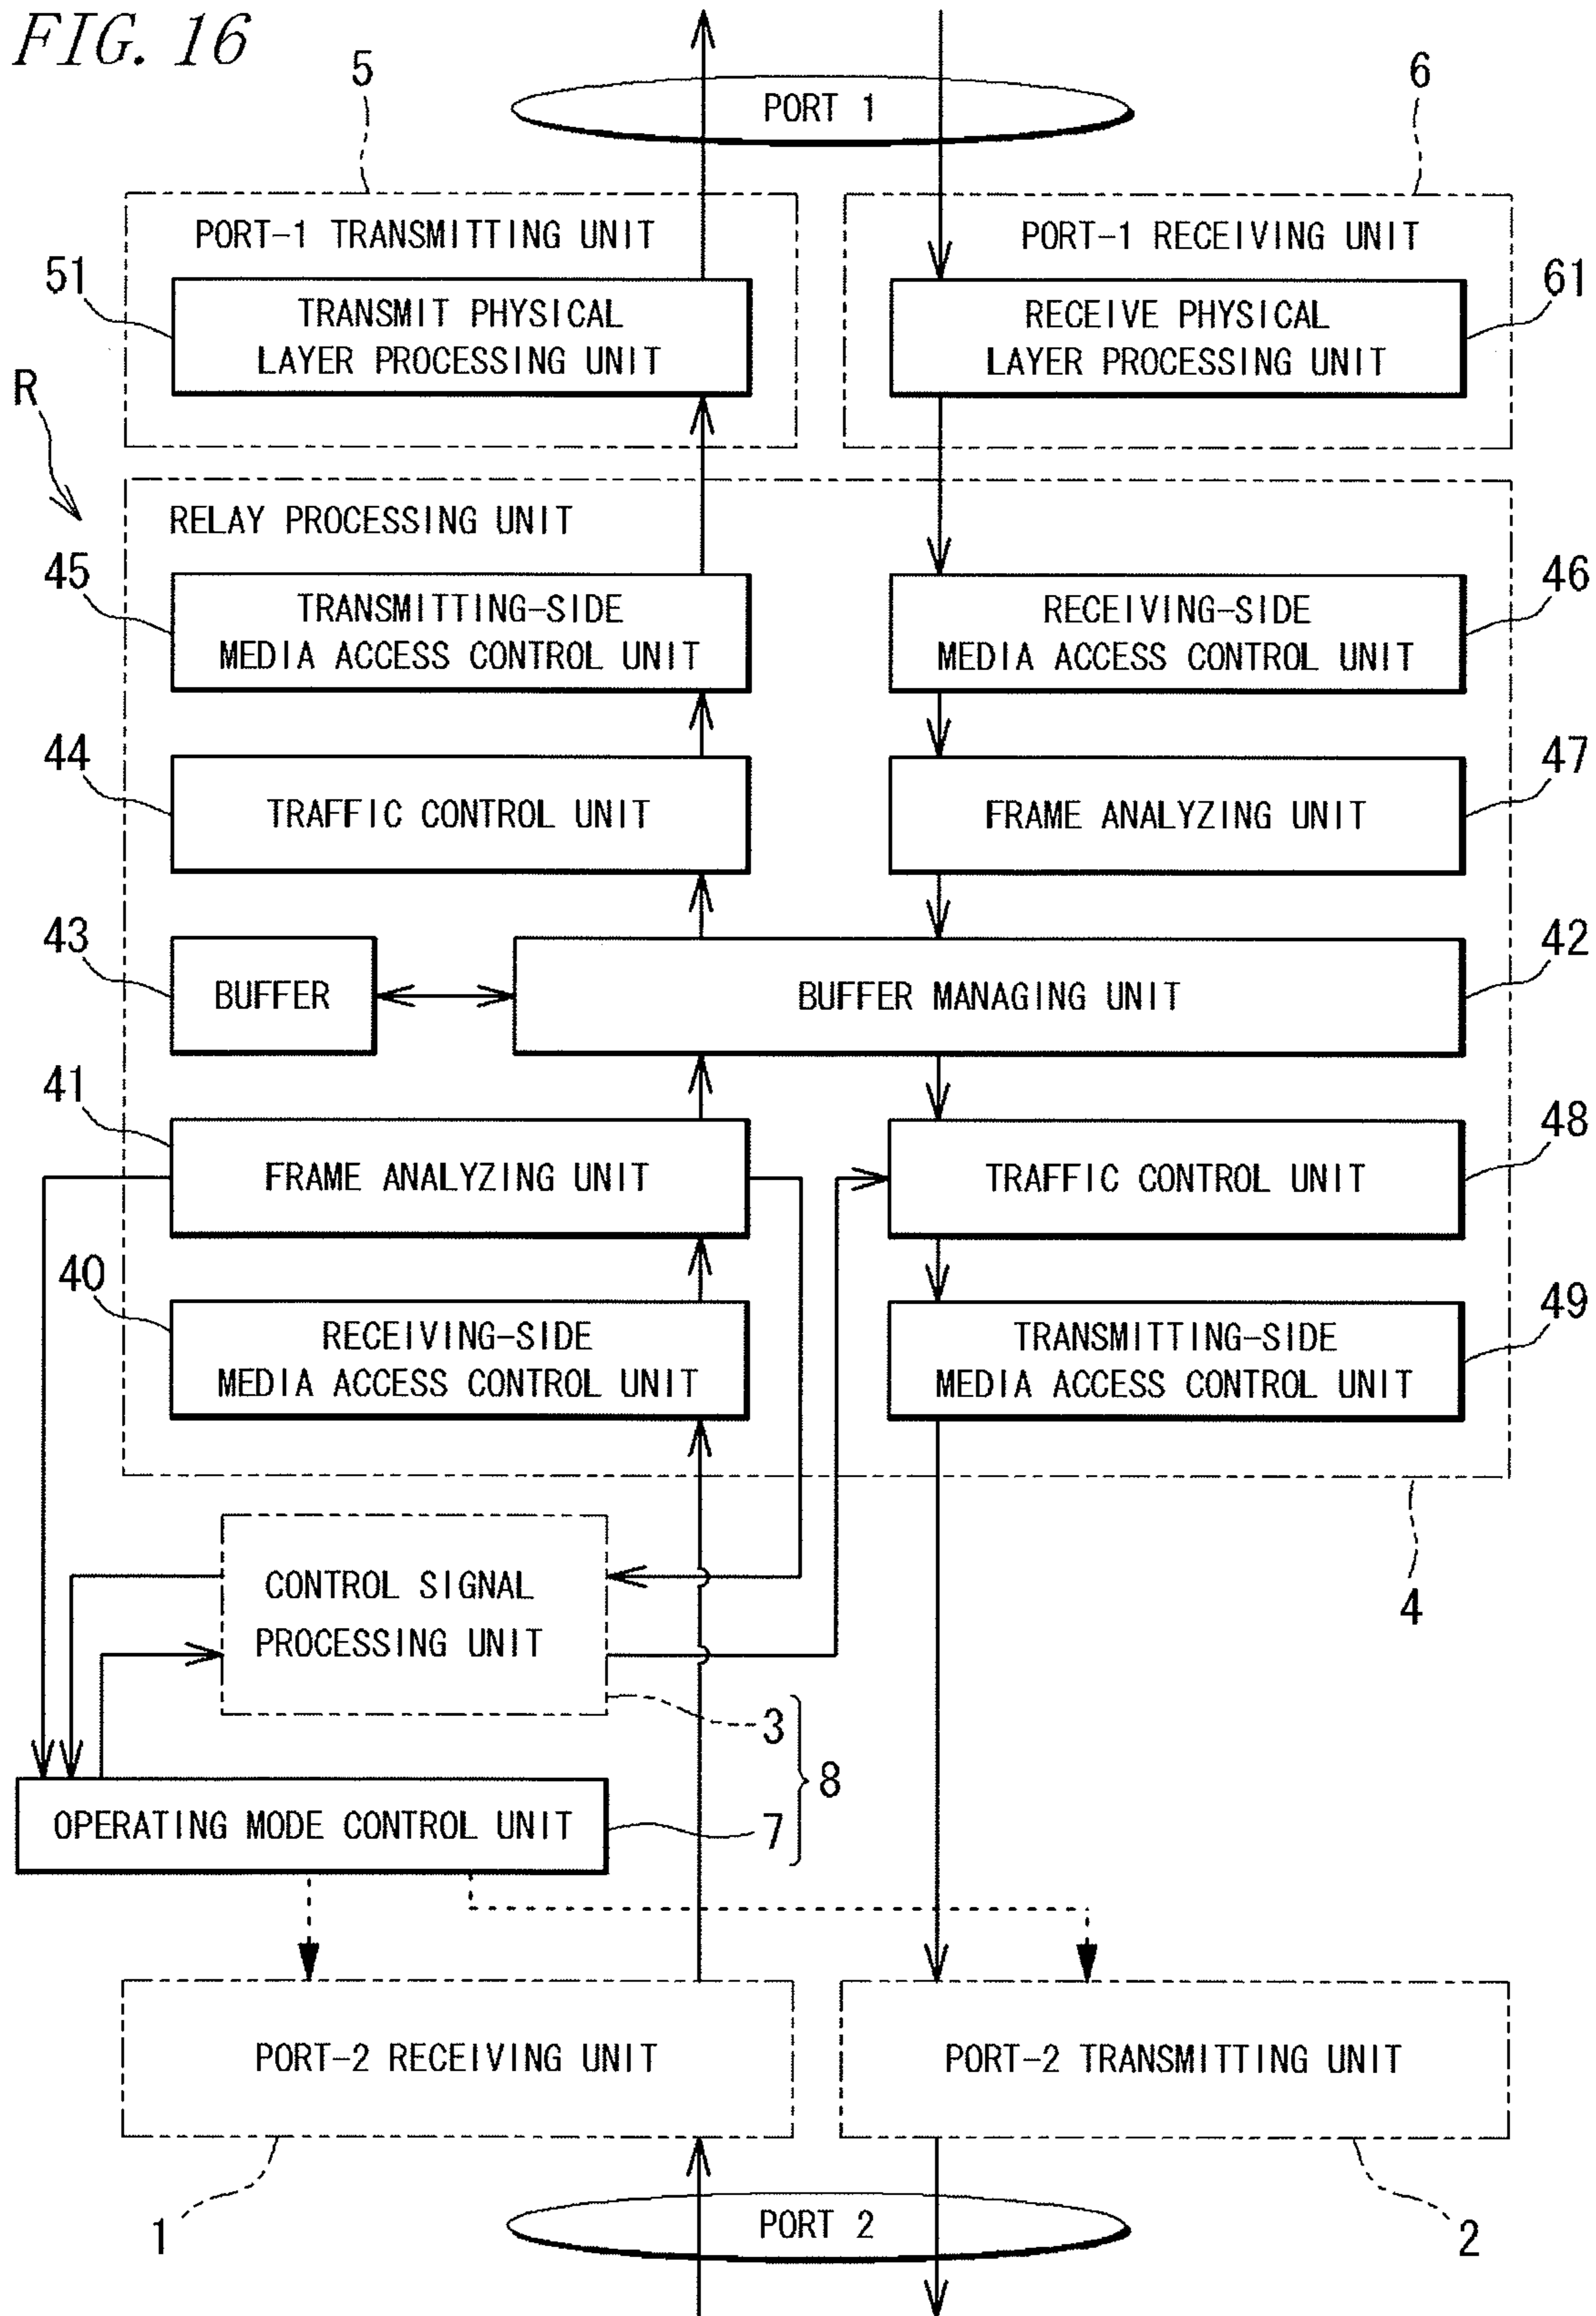 FIG. 16
5
6
PORT 1
PORT-1 TRANSMITTING UNIT
PORT-1 RECEIVING UNIT
51
TRANSMIT PHYSICAL
LAYER PROCESSING UNIT
RECEIVE PHYSICAL
LAYER PROCESSING UNIT
61
R
RELAY PROCESSING UNIT
45
TRANSMITTING-SIDE
MEDIA ACCESS CONTROL UNIT
RECEIVING-SIDE
MEDIA ACCESS CONTROL UNIT
46
44
TRAFFIC CONTROL UNIT
FRAME ANALYZING UNIT
47
43
BUFFER
BUFFER MANAGING UNIT
42
41
FRAME ANALYZING UNIT
TRAFFIC CONTROL UNIT
48
40
RECEIVING-SIDE
MEDIA ACCESS CONTROL UNIT
TRANSMITTING-SIDE
MEDIA ACCESS CONTROL UNIT
49
CONTROL SIGNAL
PROCESSING UNIT
4
3
8
OPERATING MODE CONTROL UNIT
7
PORT-2 RECEIVING UNIT
PORT-2 TRANSMITTING UNIT
1
PORT 2
2